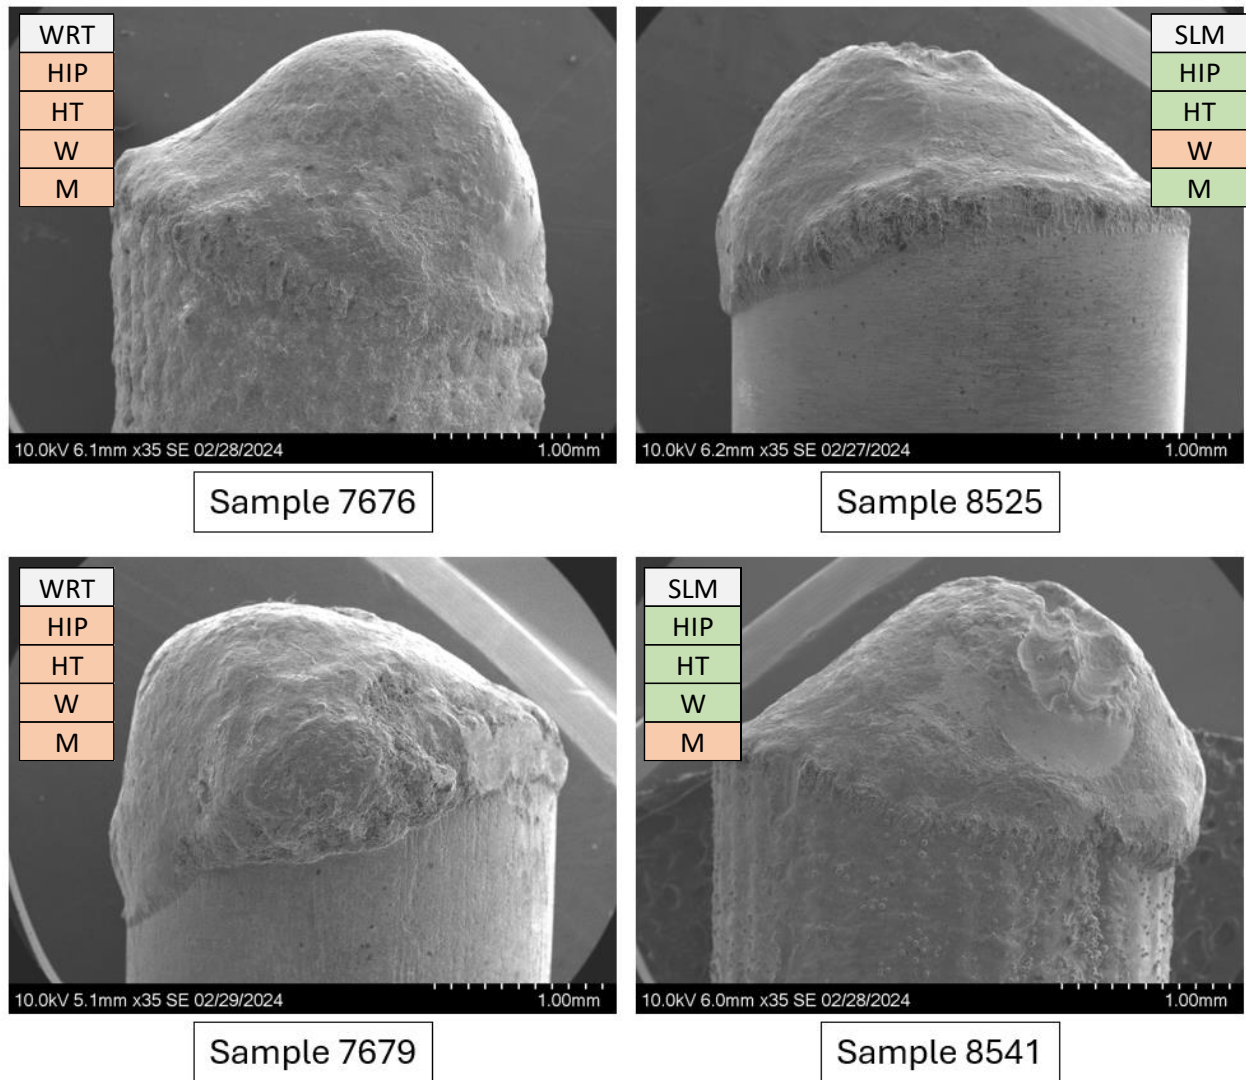 WRT
HIP
HT
W
M
10.0kV 6.1mm x35 SE 02/28/2024
1.00mm
Sample 7676
SLM
HIP
HT
W
M
10.0kV 6.2mm x35 SE 02/27/2024
1.00mm
Sample 8525
WRT
HIP
HT
W
M
10.0kV 5.1mm x35 SE 02/29/2024
1.00mm
Sample 7679
SLM
HIP
HT
W
M
10.0kV 6.0mm x35 SE 02/28/2024
1.00mm
Sample 8541